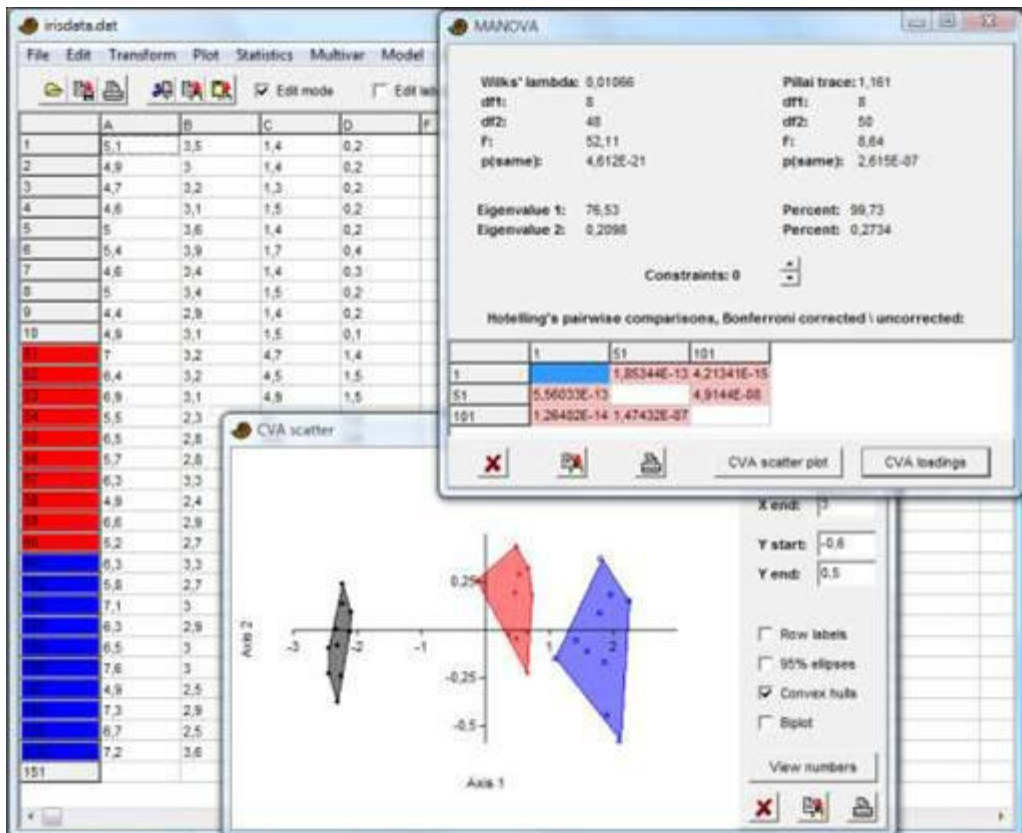 irisdata.dat
File Edit Transform Plot Statistics Multivar Model
Edit mode Edit
A B C D
1 5,1 3,5 1,4 0,2
2 4,9 3 1,4 0,2
3 4,7 3,2 1,3 0,2
4 4,6 3,1 1,5 0,2
5 5 3,6 1,4 0,2
6 5,4 3,9 1,7 0,4
7 4,6 3,4 1,4 0,3
8 5 3,4 1,5 0,2
9 4,4 2,9 1,4 0,2
10 4,9 3,1 1,5 0,1
7 3,2 4,7 1,4
6,4 3,2 4,5 1,5
6,9 3,1 4,9 1,5
5,5 2,3
6,5 2,8
5,7 2,8
6,3 3,3
4,9 2,4
6,6 2,9
5,2 2,7
6,3 3,3
5,8 2,7
7,1 3
6,3 2,9
6,5 3
7,6 3
4,9 2,5
7,3 2,9
6,7 2,5
7,2 3,6
151
MANOVA
Wilks' lambda: 0,01066 Pillai trace: 1,161
df1: 8 df1: 8
df2: 48 df2: 50
F: 52,11 F: 8,64
p(same): 4,612E-21 p(same): 2,615E-07
Eigenvalue 1: 76,53 Percent: 99,73
Eigenvalue 2: 0,2098 Percent: 0,2734
Constraints: 0
Hotelling's pairwise comparisons, Bonferroni corrected \ uncorrected:
1 51 101
1 1,85344E-13 4,21341E-15
51 5,56033E-13 4,9144E-08
101 1,26402E-14 1,47432E-07
CVA scatter plot CVA loadings
CVA scatter
0,25
-3 -2 -1 1 2
-0,25
-0,5
Axis 2
Axis 1
X end: 3
Y start: -0,6
Y end: 0,5
Row labels
95% ellipses
Convex hulls
Biplot
View numbers